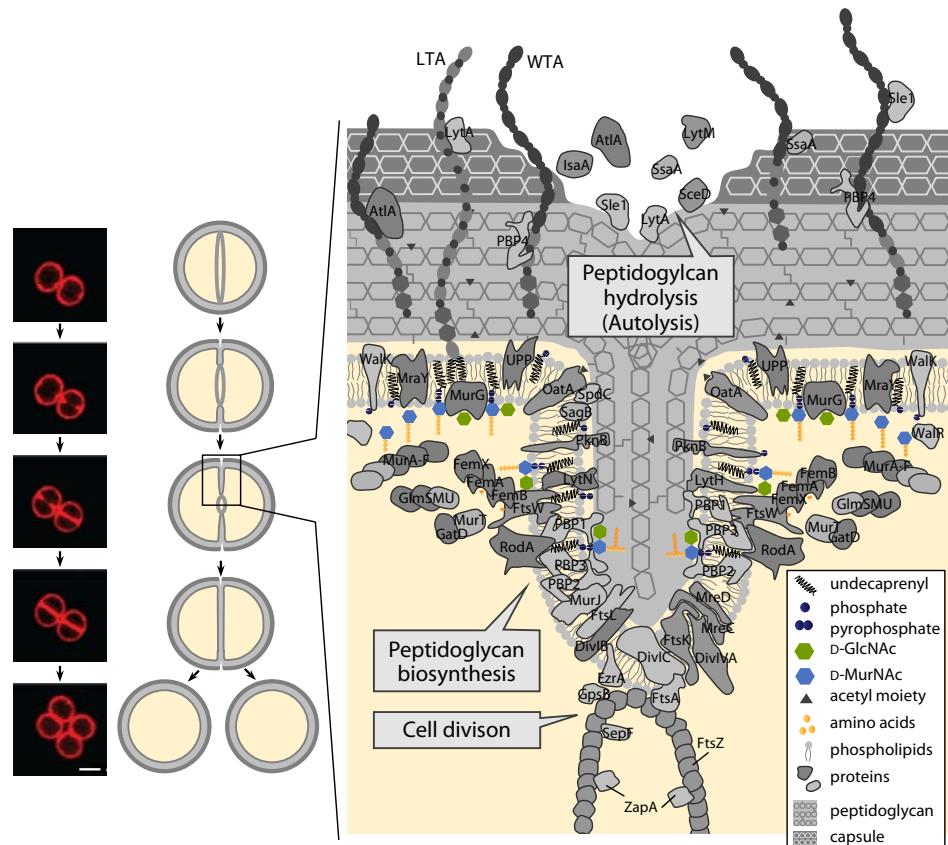 LTA
WTA
Sle1
LytA
AtlA
LytM
SsaA
IsaA
SsaA
SceD
PBP4
AtlA
Sle1
LytA
PBP4
Peptidogylcan
hydrolysis
(Autolysis)
WalK
MraY
MurG
UPP
OatA
SpdC
SagB
PknB
OatA
UPP
MurG
MraY
WalK
WalR
PknB
MurA-F
FemX
FemA
FemB
LytN
FtsW
GlmSMU
MurT
GatD
RodA
PBP1
PBP3
PBP2
MurJ
FtsL
DivIB
EzrA
GpsB
SepF
LytH
PBP1
FtsW
PBP3
PBP2
FemB
FemA
FemX
MurA-F
GlmSMU
MurT
GatD
RodA
MreD
MreC
FtsK
DivIVA
DivIC
FtsA
FtsZ
ZapA
Peptidoglycan
biosynthesis
Cell divison
undecaprenyl
phosphate
pyrophosphate
D-GlcNAc
D-MurNAc
acetyl moiety
amino acids
phospholipids
proteins
peptidoglycan
capsule